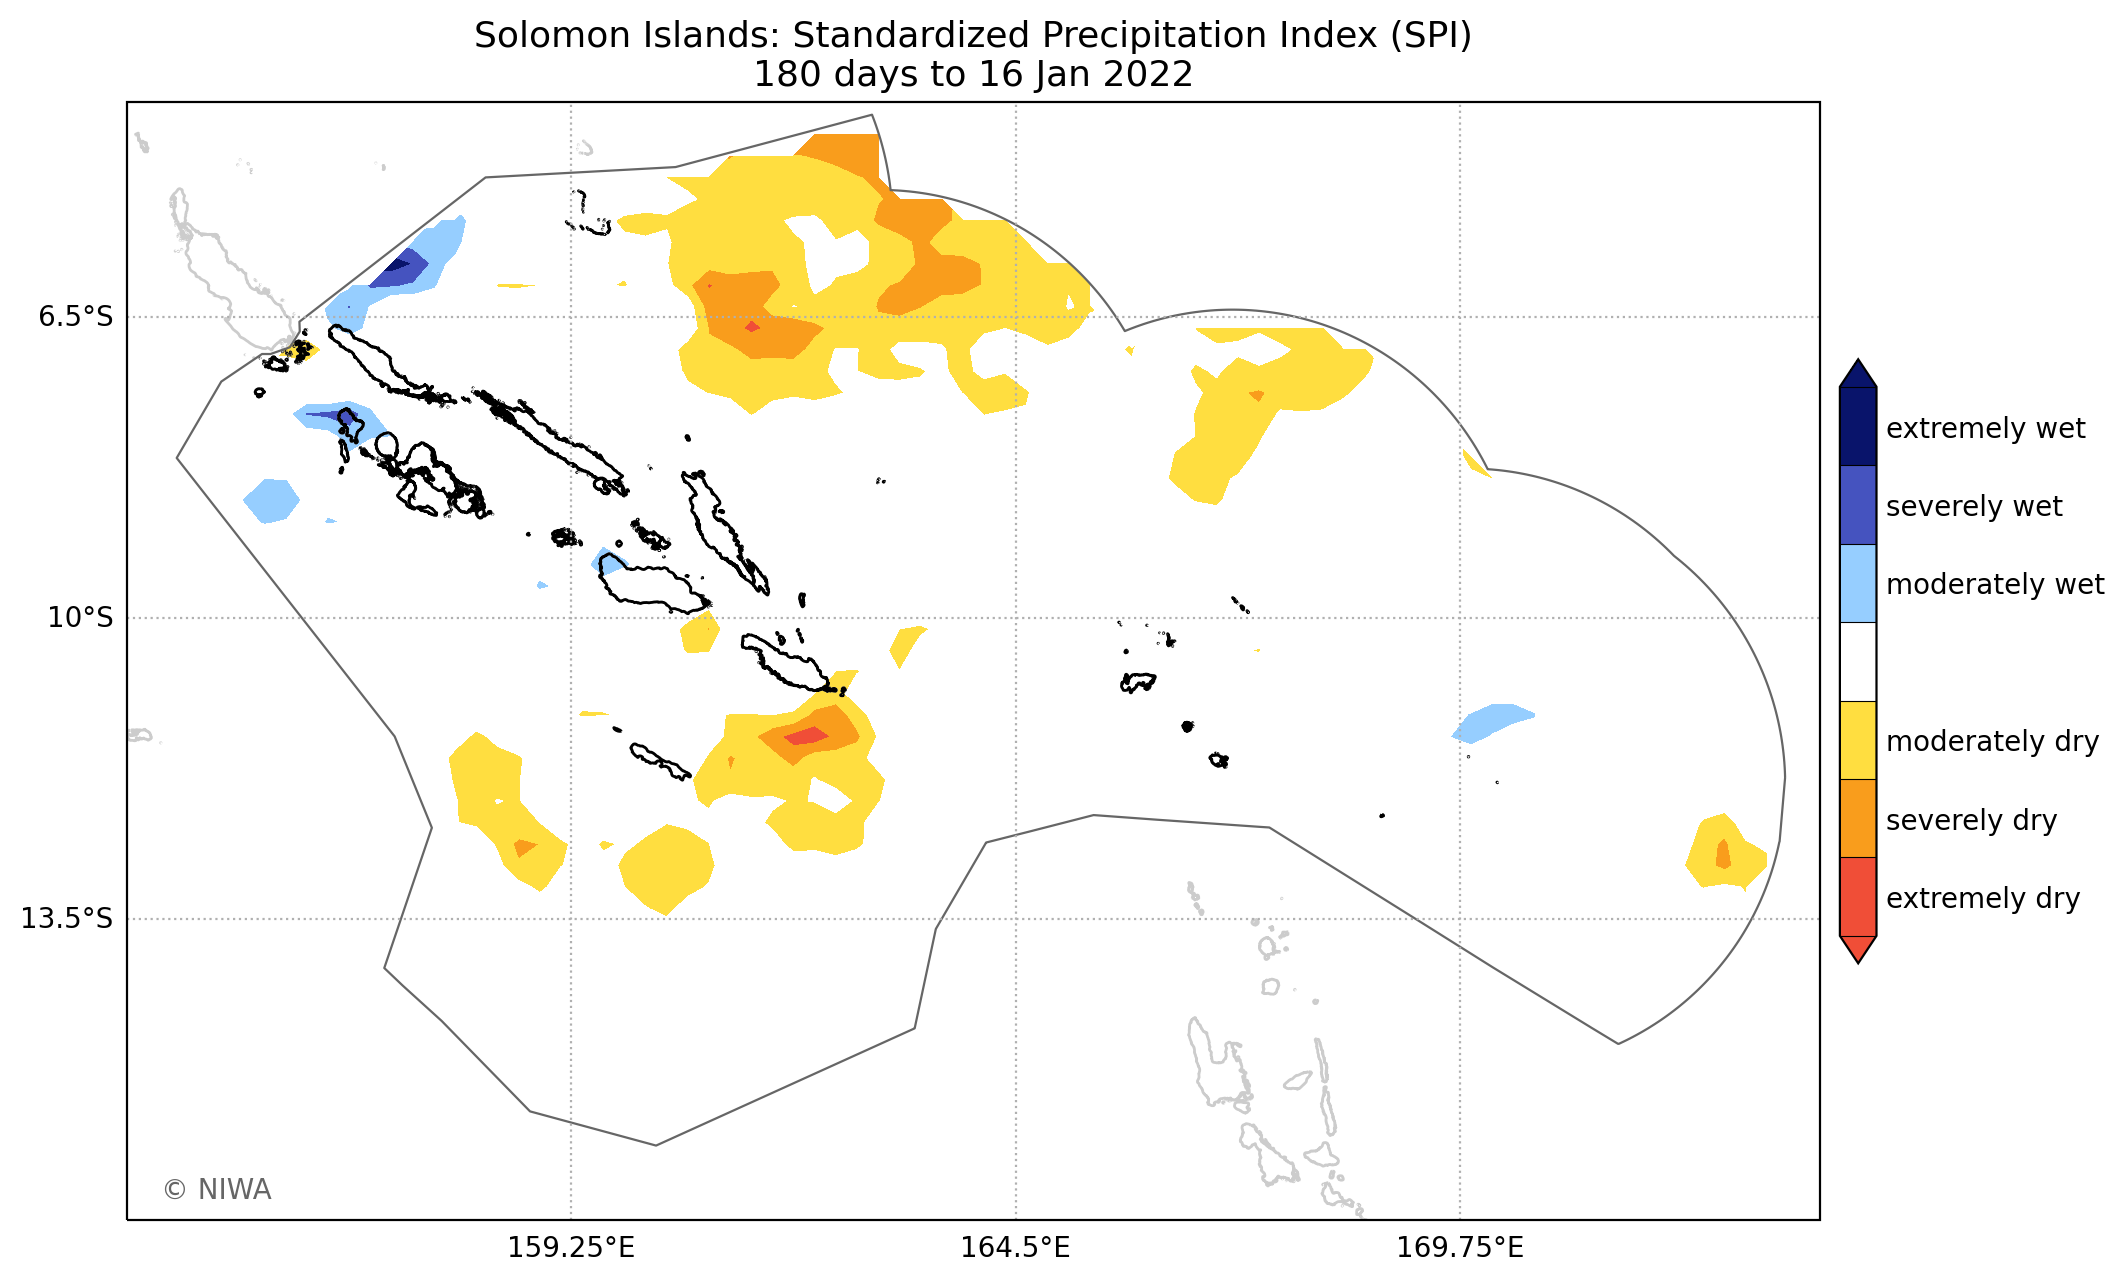 Solomon Islands: Standardized Precipitation Index (SPI)
180 days to 16 Jan 2022
6.5°S
10°S
13.5°S
159.25°E
164.5°E
169.75°E
© NIWA
extremely wet
severely wet
moderately wet
moderately dry
severely dry
extremely dry